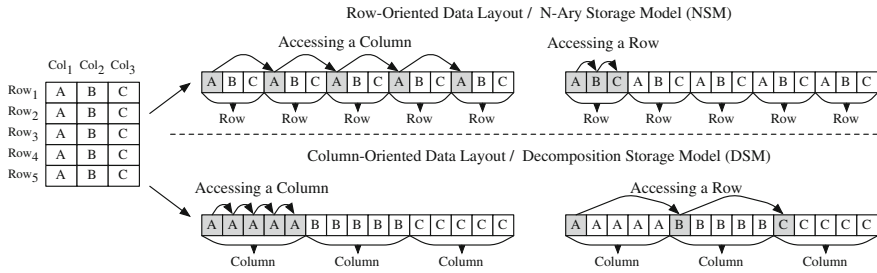 Row-Oriented Data Layout / N-Ary Storage Model (NSM)
Accessing a Column
Accessing a Row
Col1 Col2 Col3
Row1 A B C
Row2 A B C
Row3 A B C
Row4 A B C
Row5 A B C
A B C A B C A B C A B C A B C
Row Row Row Row Row
A B C A B C A B C A B C A B C
Row Row Row Row Row
Column-Oriented Data Layout / Decomposition Storage Model (DSM)
Accessing a Column
Accessing a Row
A A A A A B B B B B C C C C C
Column Column Column
A A A A A B B B B B C C C C C
Column Column Column